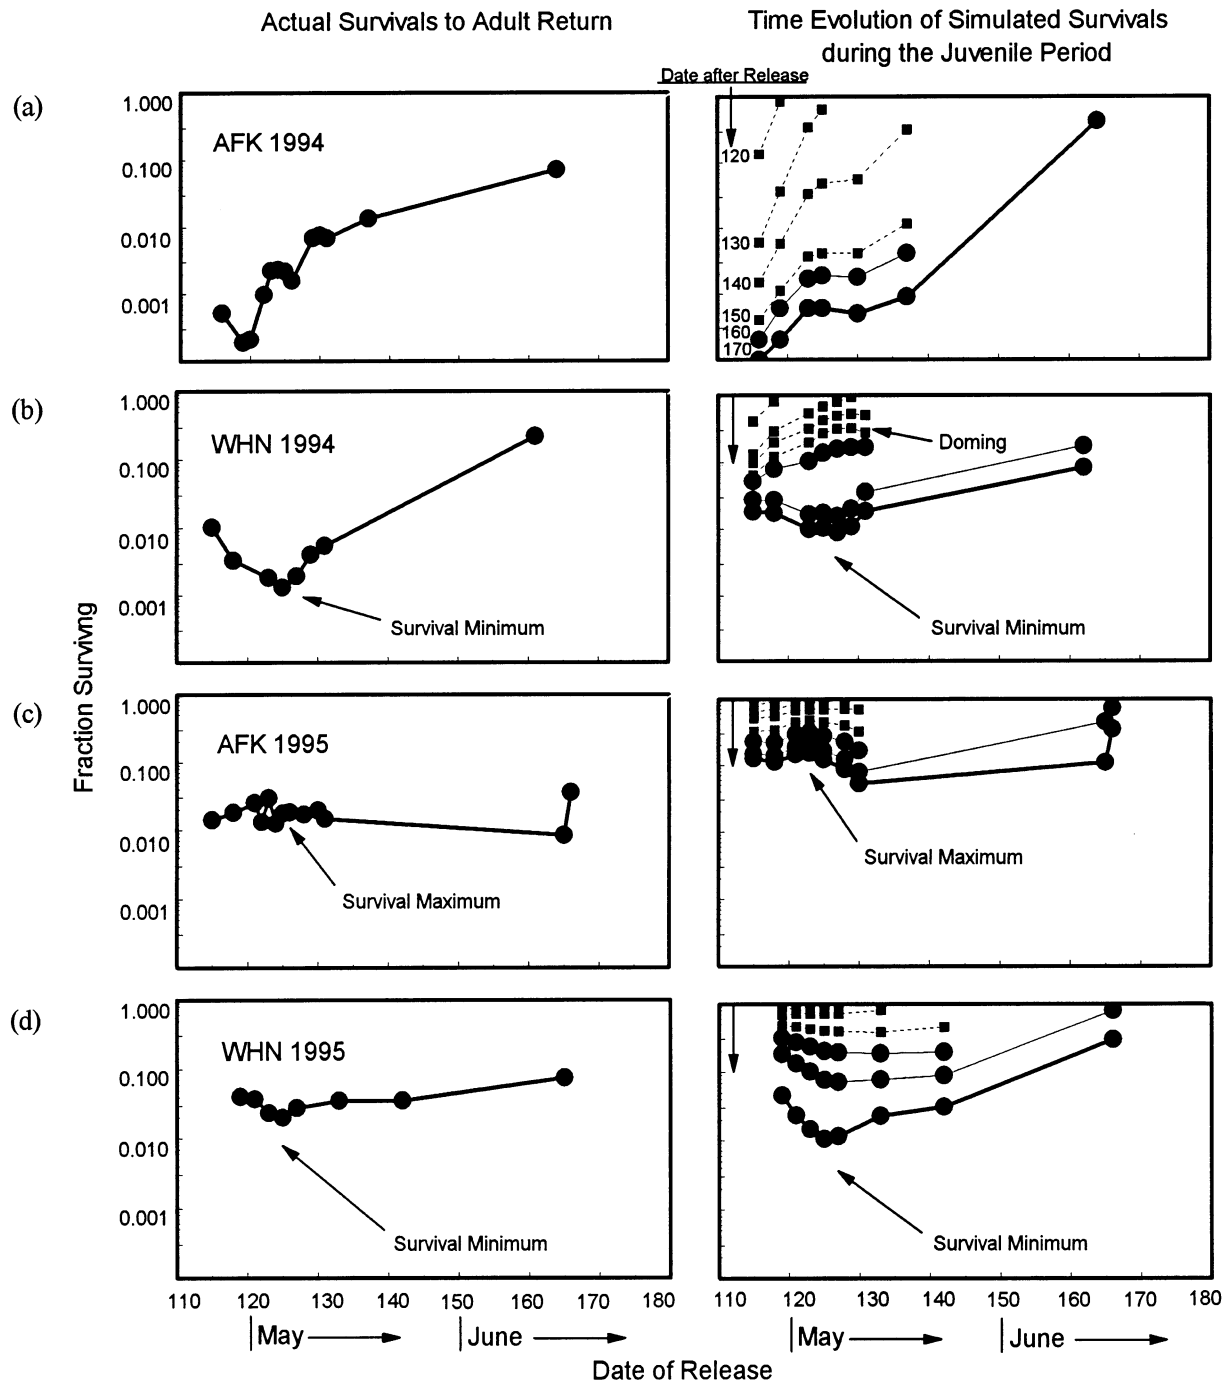 Actual Survivals to Adult Return
Time Evolution of Simulated Survivals
during the Juvenile Period
Date after Release
(a)
1.000
0.100
0.010
0.001
AFK 1994
120
130
140
150
160
170
(b)
1.000
0.100
0.010
0.001
WHN 1994
Survival Minimum
Doming
Survival Minimum
Fraction Survivng
(c)
1.000
0.100
0.010
0.001
AFK 1995
Survival Maximum
Survival Maximum
(d)
1.000
0.100
0.010
0.001
WHN 1995
Survival Minimum
Survival Minimum
110 120 130 140 150 160 170 180
110 120 130 140 150 160 170 180
May
June
May
June
Date of Release